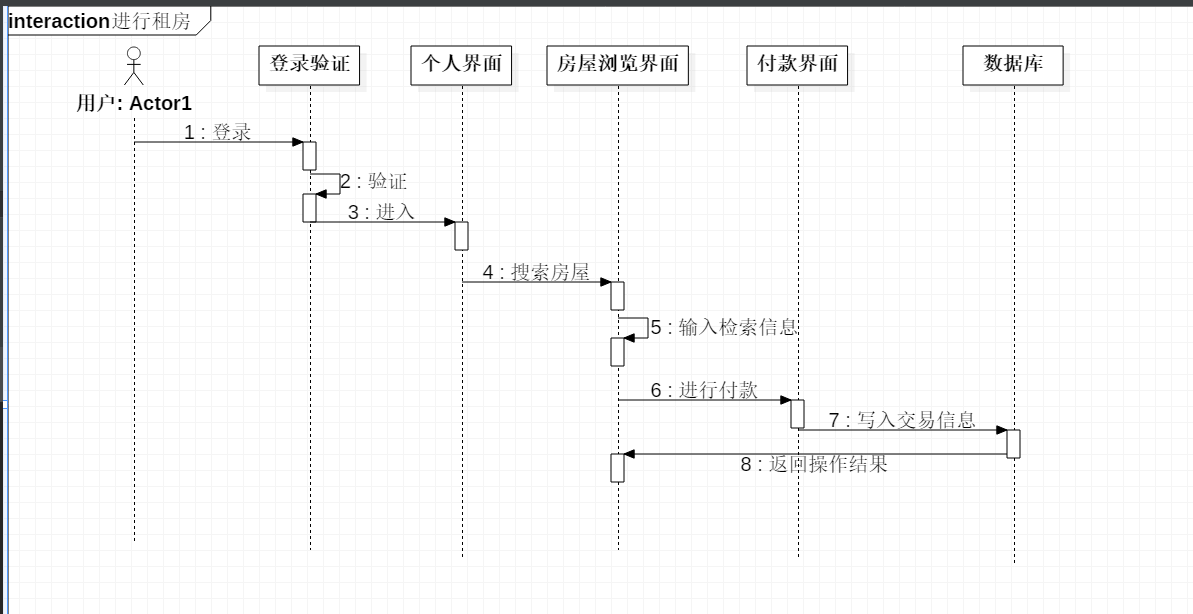 interaction进行租房
登录验证
个人界面
房屋浏览界面
付款界面
数据库
用户: Actor1
1 : 登录
2 : 验证
3 : 进入
4 : 搜索房屋
5 : 输入检索信息
6 : 进行付款
7 : 写入交易信息
8 : 返回操作结果